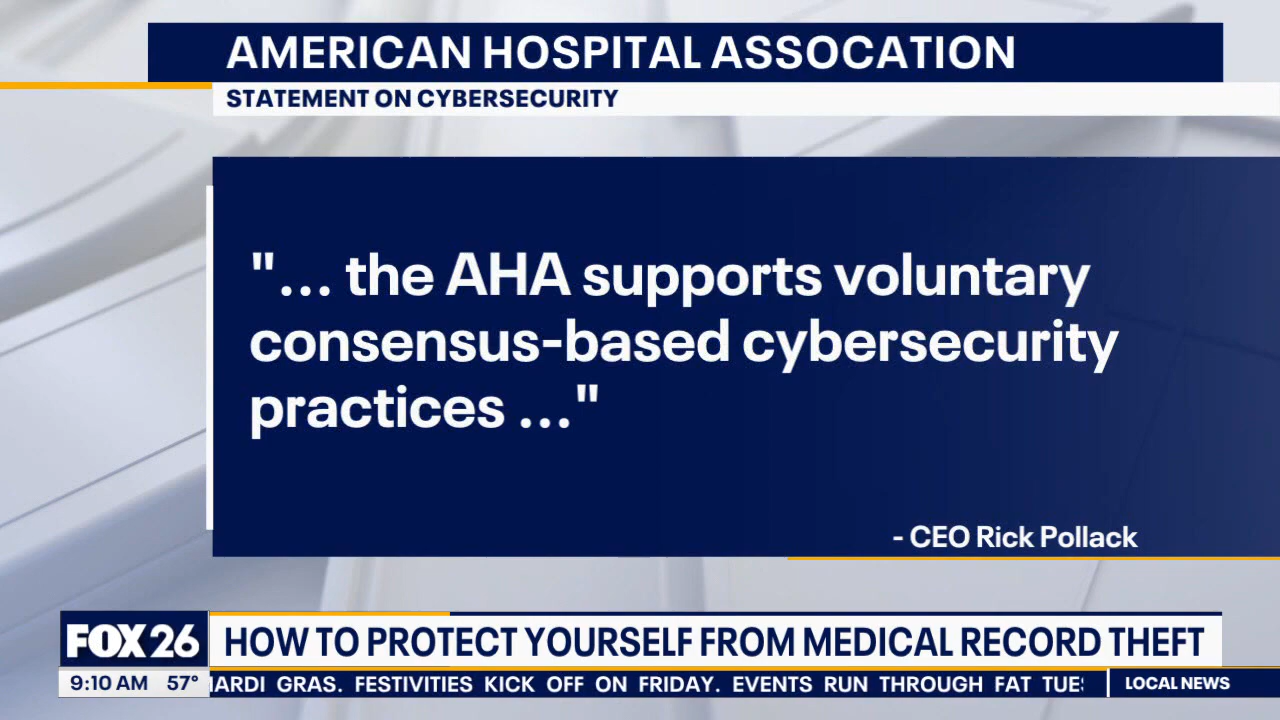 AMERICAN HOSPITAL ASSOCATION
STATEMENT ON CYBERSECURITY
"... the AHA supports voluntary
consensus-based cybersecurity
practices ..."
- CEO Rick Pollack
FOX 26
HOW TO PROTECT YOURSELF FROM MEDICAL RECORD THEFT
9:10 AM 57°
GRAS. FESTIVITIES KICK OFF ON FRIDAY. EVENTS RUN THROUGH FAT
LOCAL NEWS